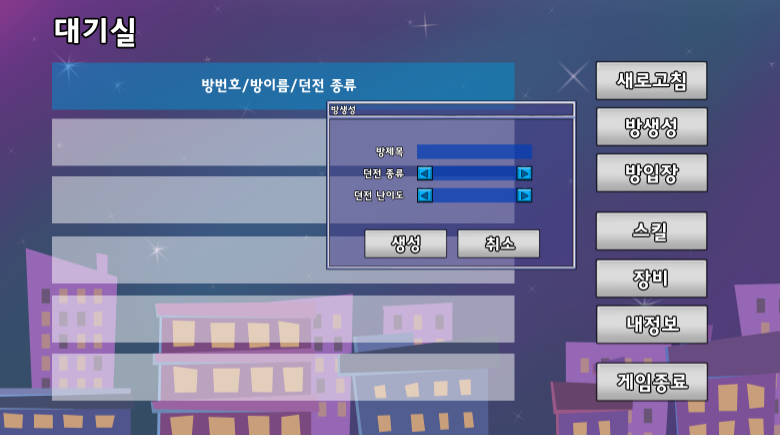 대기실
방번호/방이름/던전 종류
방생성
방제목
던전 종류
던전 난이도
생성
취소
새로고침
방생성
방입장
스킬
장비
내정보
게임종료